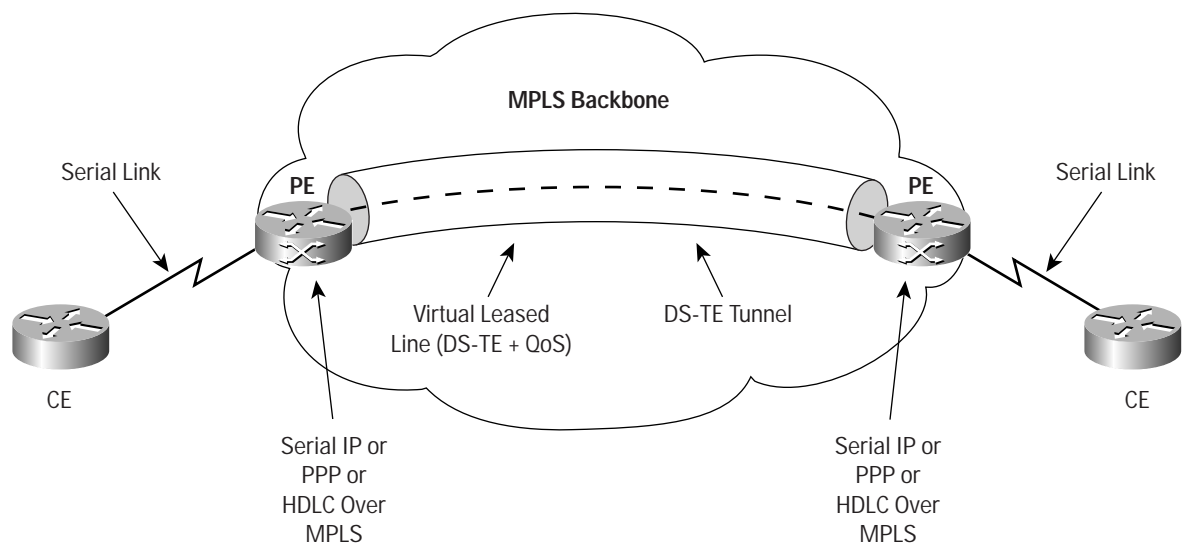 MPLS Backbone
Serial Link
PE
PE
Serial Link
Virtual Leased
Line (DS-TE + QoS)
DS-TE Tunnel
CE
CE
Serial IP or
PPP or
HDLC Over
MPLS
Serial IP or
PPP or
HDLC Over
MPLS